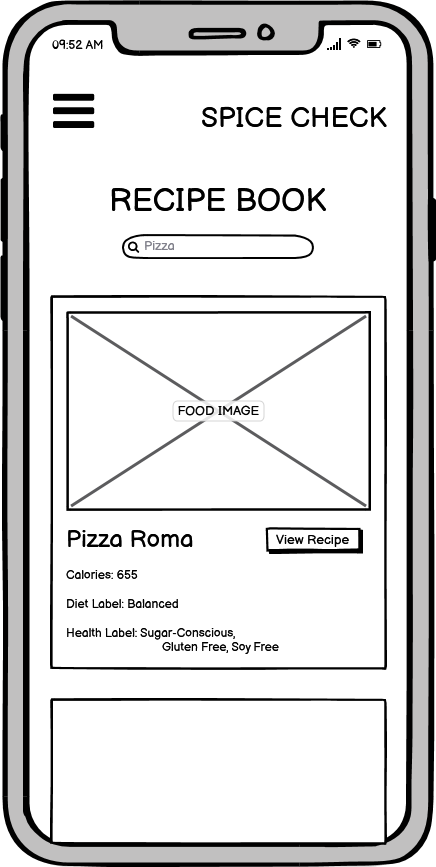 09:52 AM
SPICE CHECK
RECIPE BOOK
Pizza
FOOD IMAGE
Pizza Roma
View Recipe
Calories: 655
Diet Label: Balanced
Health Label: Sugar-Conscious,
Gluten Free, Soy Free